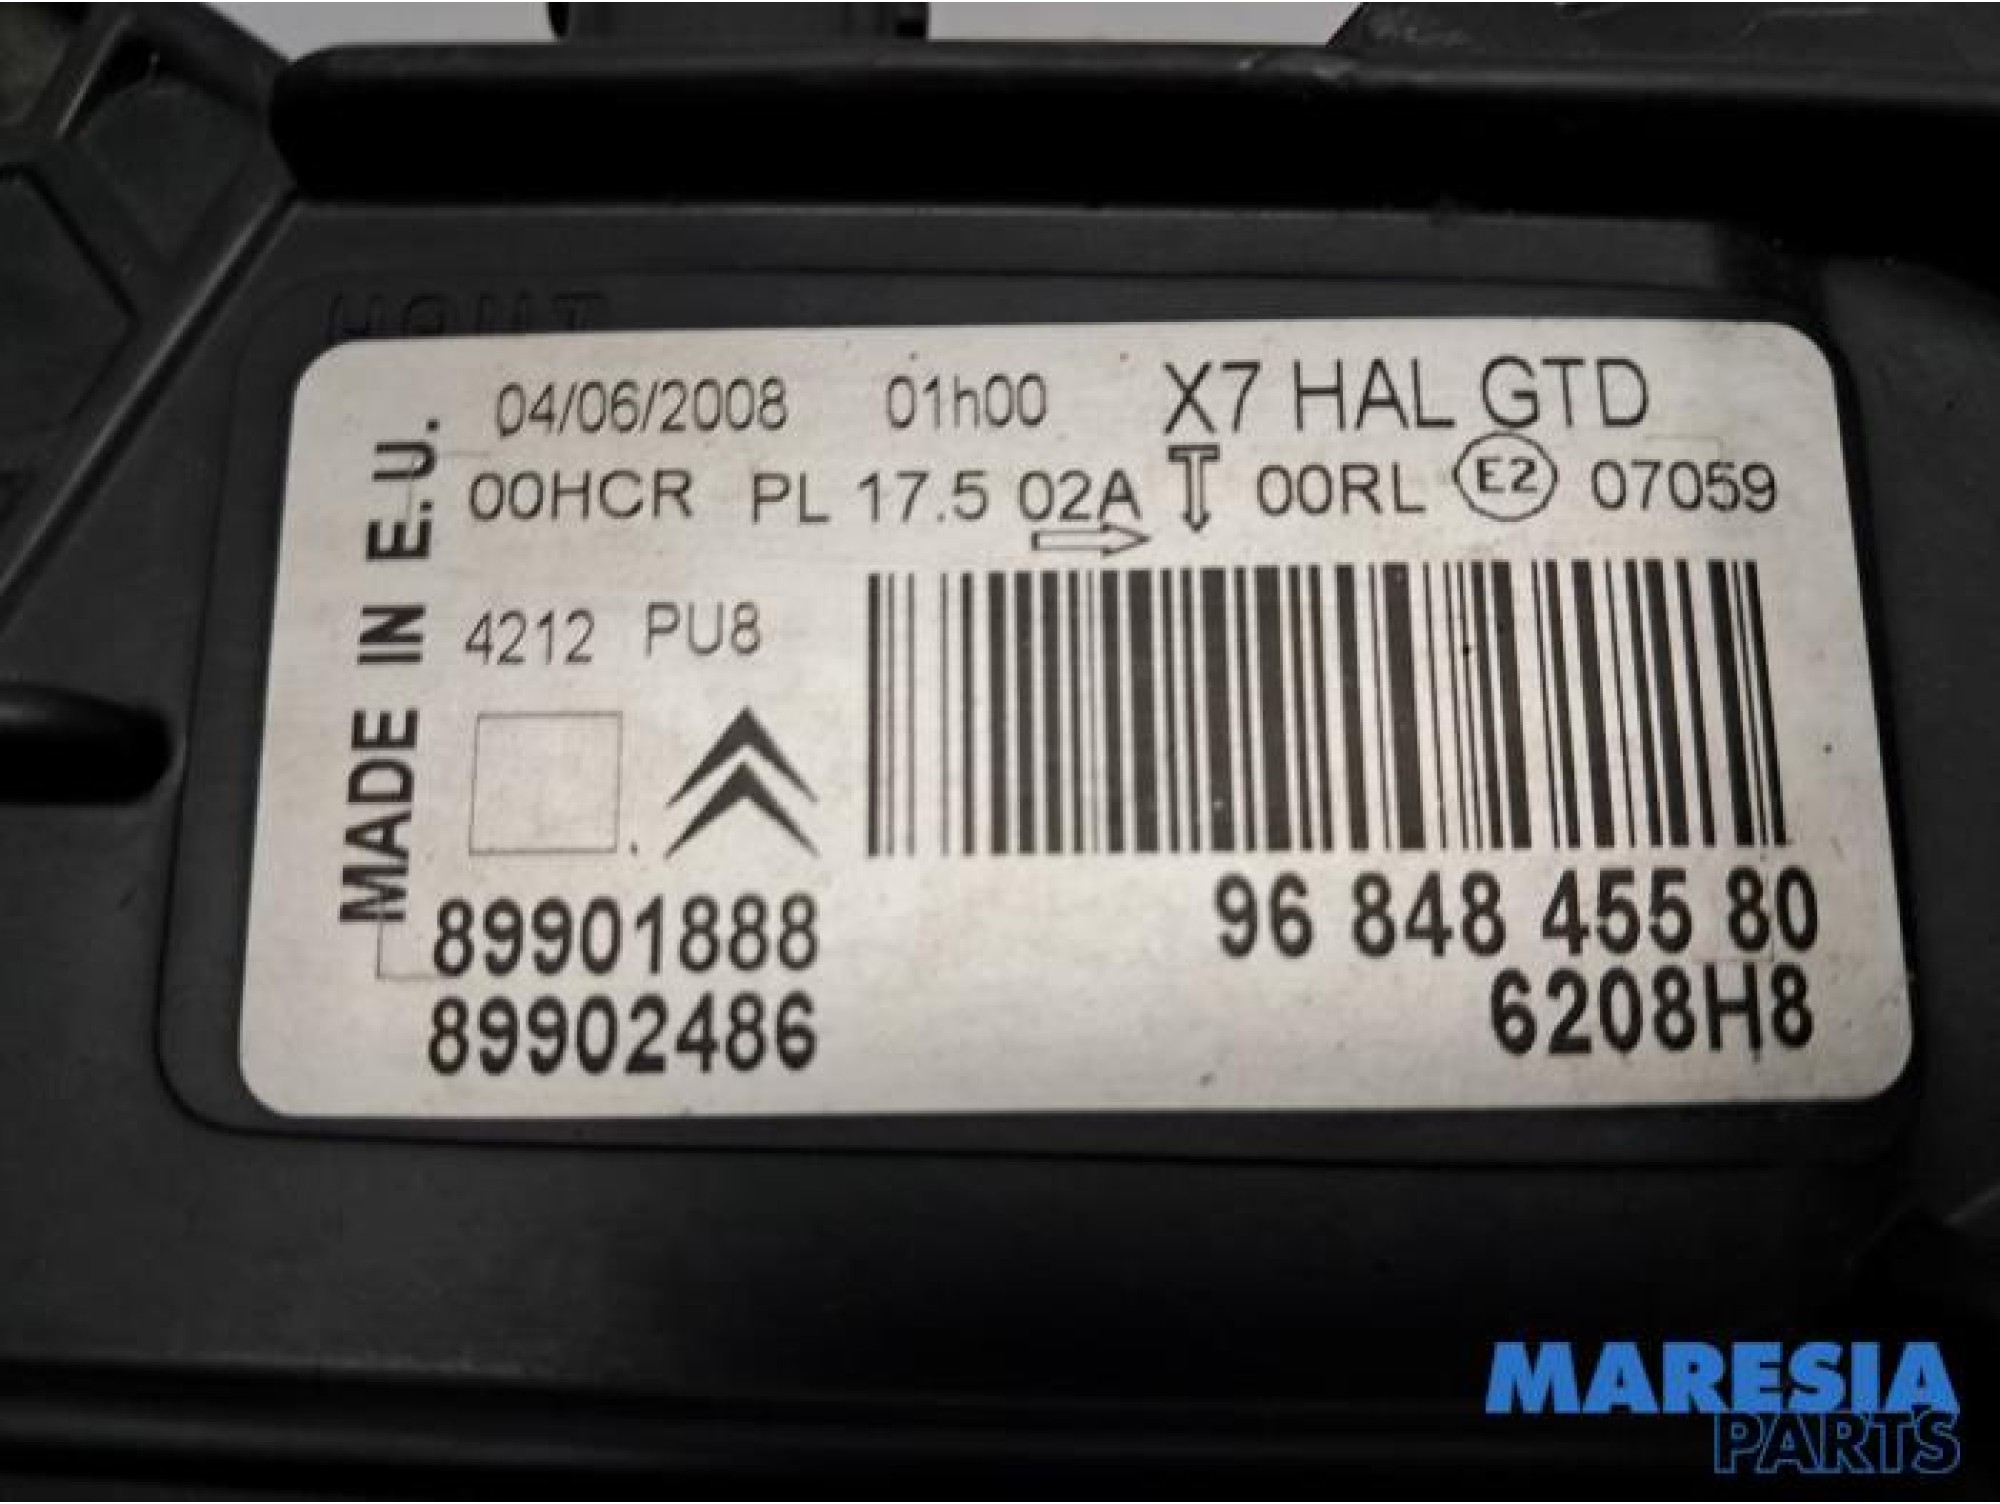 04/06/2008 01h00 X7 HAL GTD
00HCR PL 17.5 02A 00RL E2 07059
4212 PU8
MADE IN E.U.
89901888
96 848 455 80
89902486
6208H8
MARESIA
PARTS